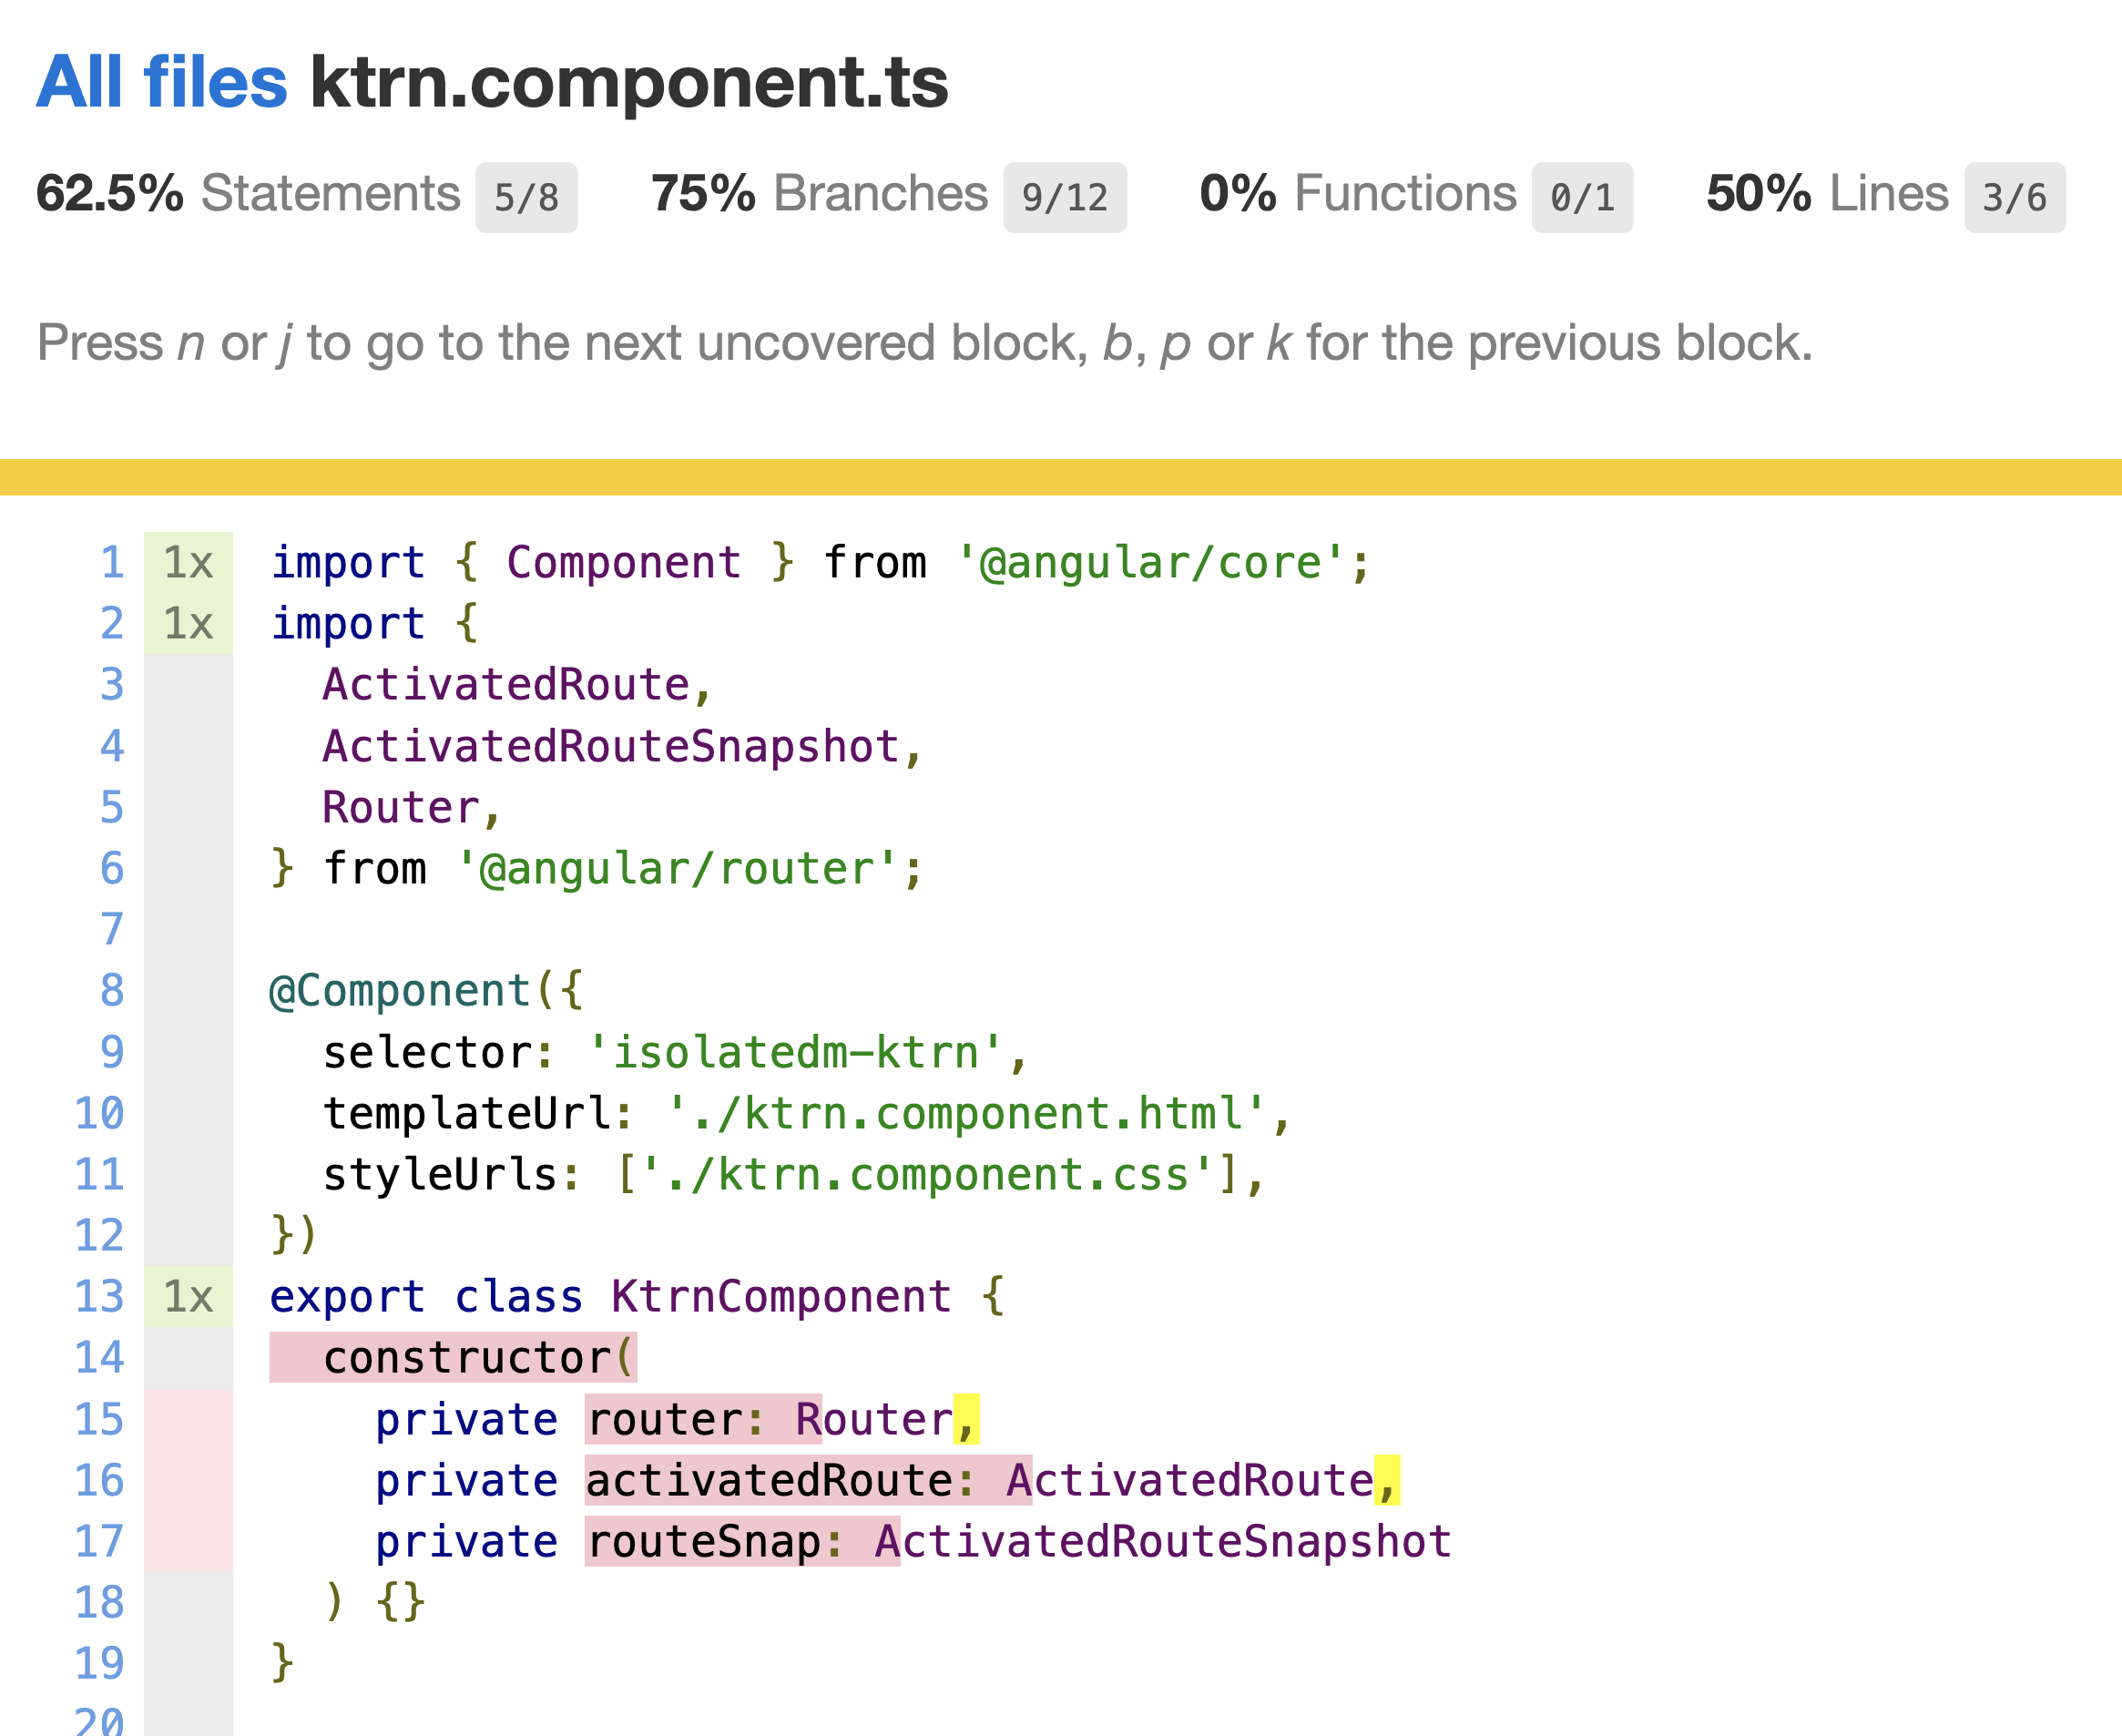 All files ktrn.component.ts
62.5% Statements 5/8 75% Branches 9/12 0% Functions 0/1 50% Lines 3/6
Press n or j to go to the next uncovered block, b, p or k for the previous block.
1 1x import { Component } from '@angular/core';
2 1x import {
3 ActivatedRoute,
4 ActivatedRouteSnapshot,
5 Router,
6 } from '@angular/router';
7
8 @Component({
9 selector: 'isolatedm-ktrn',
10 templateUrl: './ktrn.component.html',
11 styleUrls: ['./ktrn.component.css'],
12 })
13 1x export class KtrnComponent {
14 constructor(
15 private router: Router,
16 private activatedRoute: ActivatedRoute,
17 private routeSnap: ActivatedRouteSnapshot
18 ) {}
19 }
20